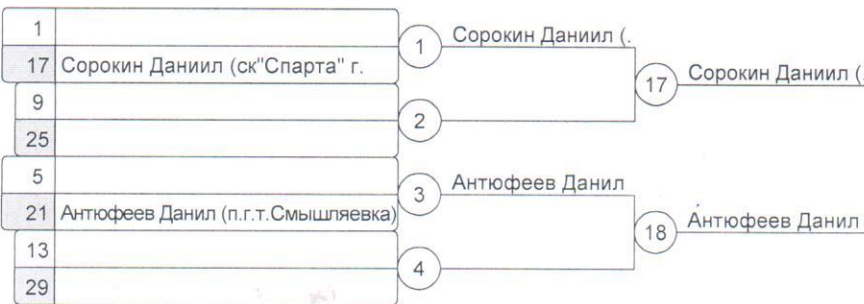 1
17 Сорокин Даниил (ск"Спарта" г.
1 Сорокин Даниил (.
17 Сорокин Даниил (.
9
25
2
5
21 Антюфеев Данил (п.г.т.Смышляевка)
3 Антюфеев Данил
18 Антюфеев Данил
13
29
4